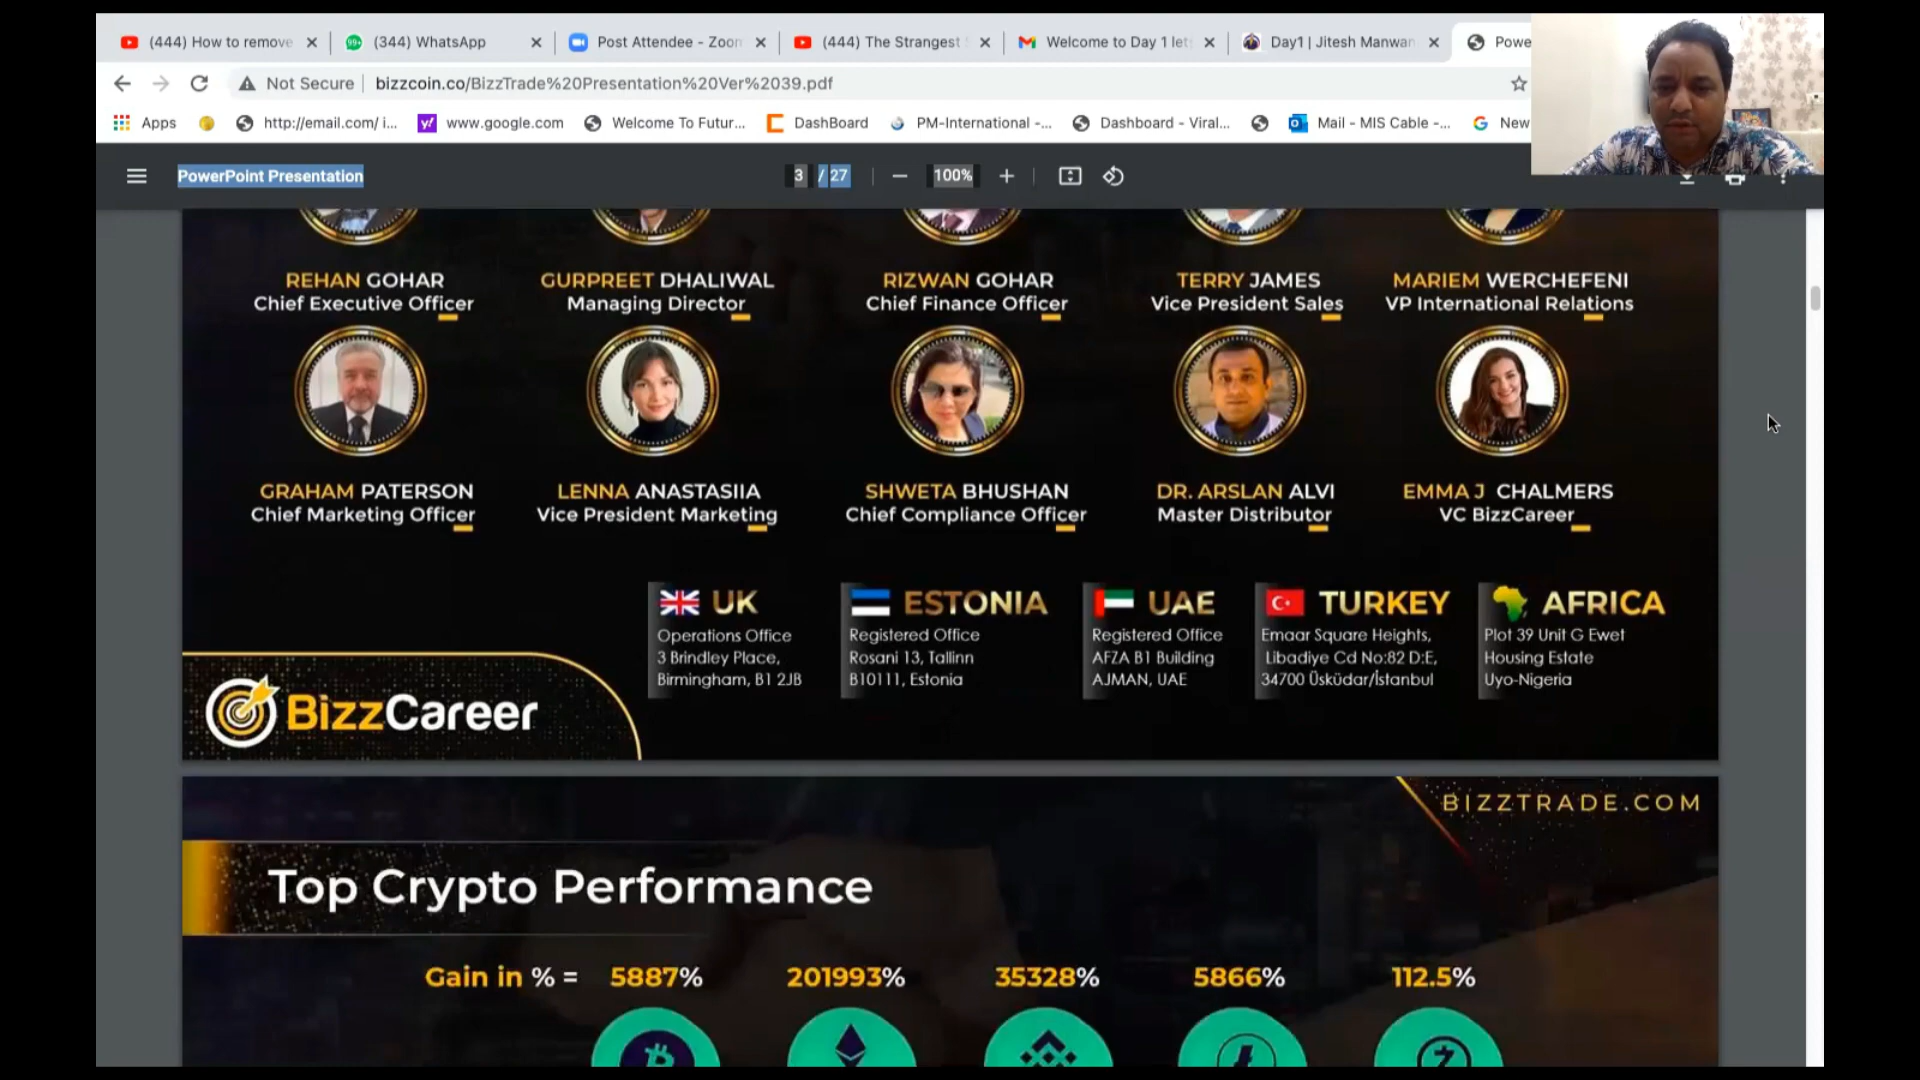 (444) How to remove
(344) WhatsApp
Post Attendee - Zoom
(444) The Strangest
Welcome to Day 1 let
Day1 | Jitesh Manwan
Powe
Not Secure
bizzcoin.co/BizzTrade%20Presentation%20Ver%2039.pdf
Apps
http://email.com/ i...
www.google.com
Welcome To Futur...
DashBoard
PM-International -...
Dashboard - Viral...
Mail - MIS Cable -...
New
PowerPoint Presentation
3 / 27
100%
REHAN GOHAR
Chief Executive Officer
GURPREET DHALIWAL
Managing Director
RIZWAN GOHAR
Chief Finance Officer
TERRY JAMES
Vice President Sales
MARIEM WERCHEFENI
VP International Relations
GRAHAM PATERSON
Chief Marketing Officer
LENNA ANASTASIIA
Vice President Marketing
SHWETA BHUSHAN
Chief Compliance Officer
DR. ARSLAN ALVI
Master Distributor
EMMA J CHALMERS
VC BizzCareer
UK
Operations Office
3 Brindley Place,
Birmingham, B1 2JB
ESTONIA
Registered Office
Rosani 13, Tallinn
B10111, Estonia
UAE
Registered Office
AFZA B1 Building
AJMAN, UAE
TURKEY
Emaar Square Heights,
Libadiye Cd No:82 D:E,
34700 Üsküdar/İstanbul
AFRICA
Plot 39 Unit G Ewet
Housing Estate
Uyo-Nigeria
BizzCareer
BIZZTRADE.COM
Top Crypto Performance
Gain in % = 5887% 201993% 35328% 5866% 112.5%